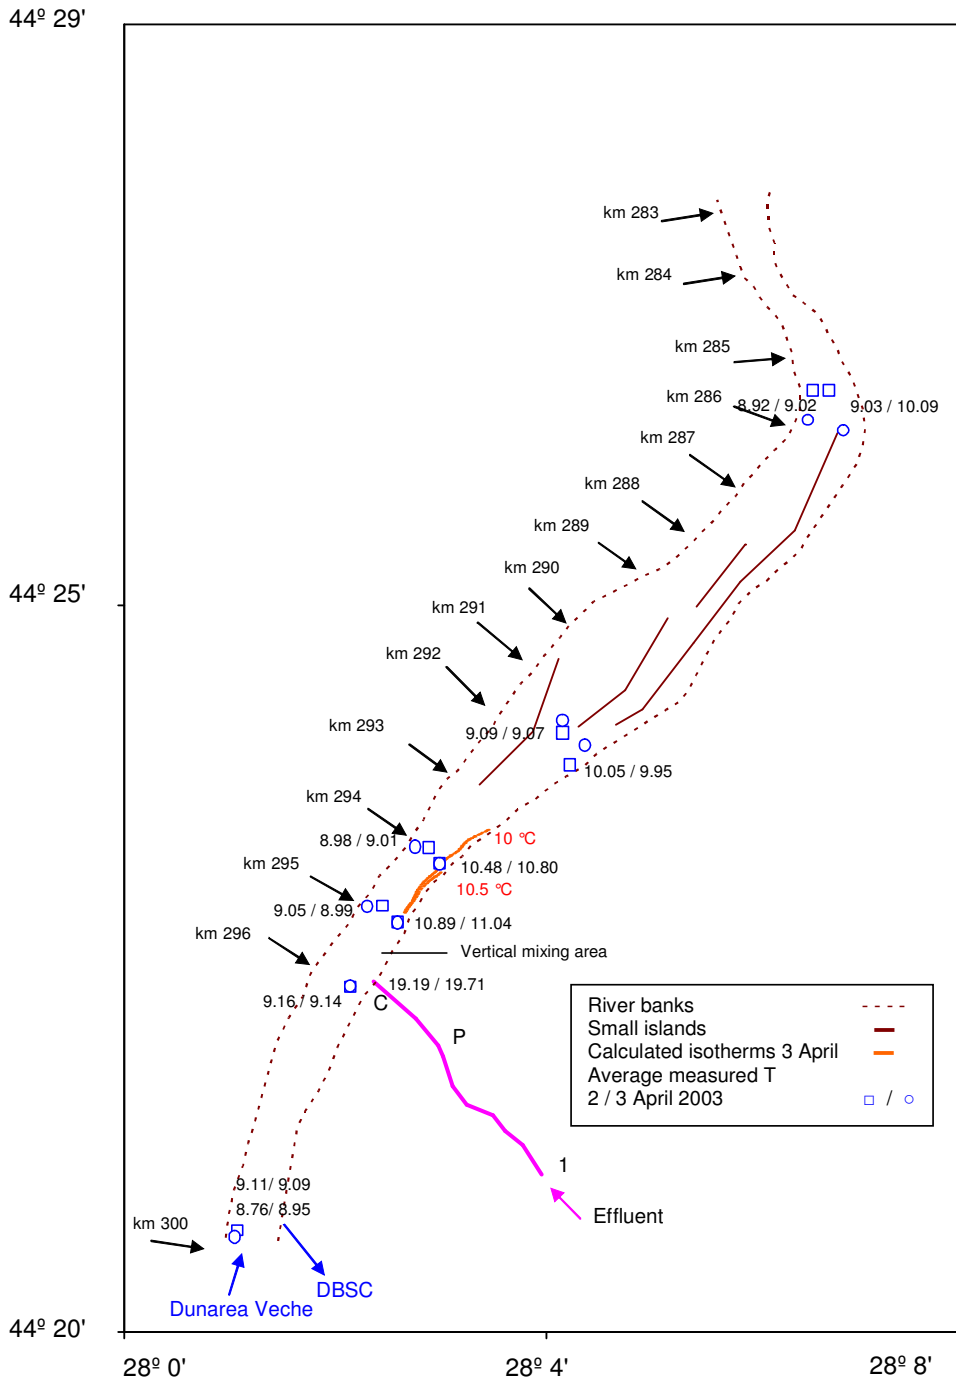 44º 29'
km 283
km 284
km 285
km 286
8.92 / 9.02
9.03 / 10.09
km 287
km 288
km 289
km 290
44º 25'
km 291
km 292
km 293
9.09 / 9.07
10.05 / 9.95
km 294
8.98 / 9.01
10 ºC
10.48 / 10.80
km 295
10.5 ºC
9.05 / 8.99
10.89 / 11.04
km 296
Vertical mixing area
9.16 / 9.14
C
19.19 / 19.71
P
River banks
Small islands
Calculated isotherms 3 April
Average measured T
2 / 3 April 2003 /
1
9.11/ 9.09
8.76/ 8.95
km 300
Effluent
DBSC
Dunarea Veche
44º 20'
28º 0' 28º 4' 28º 8'